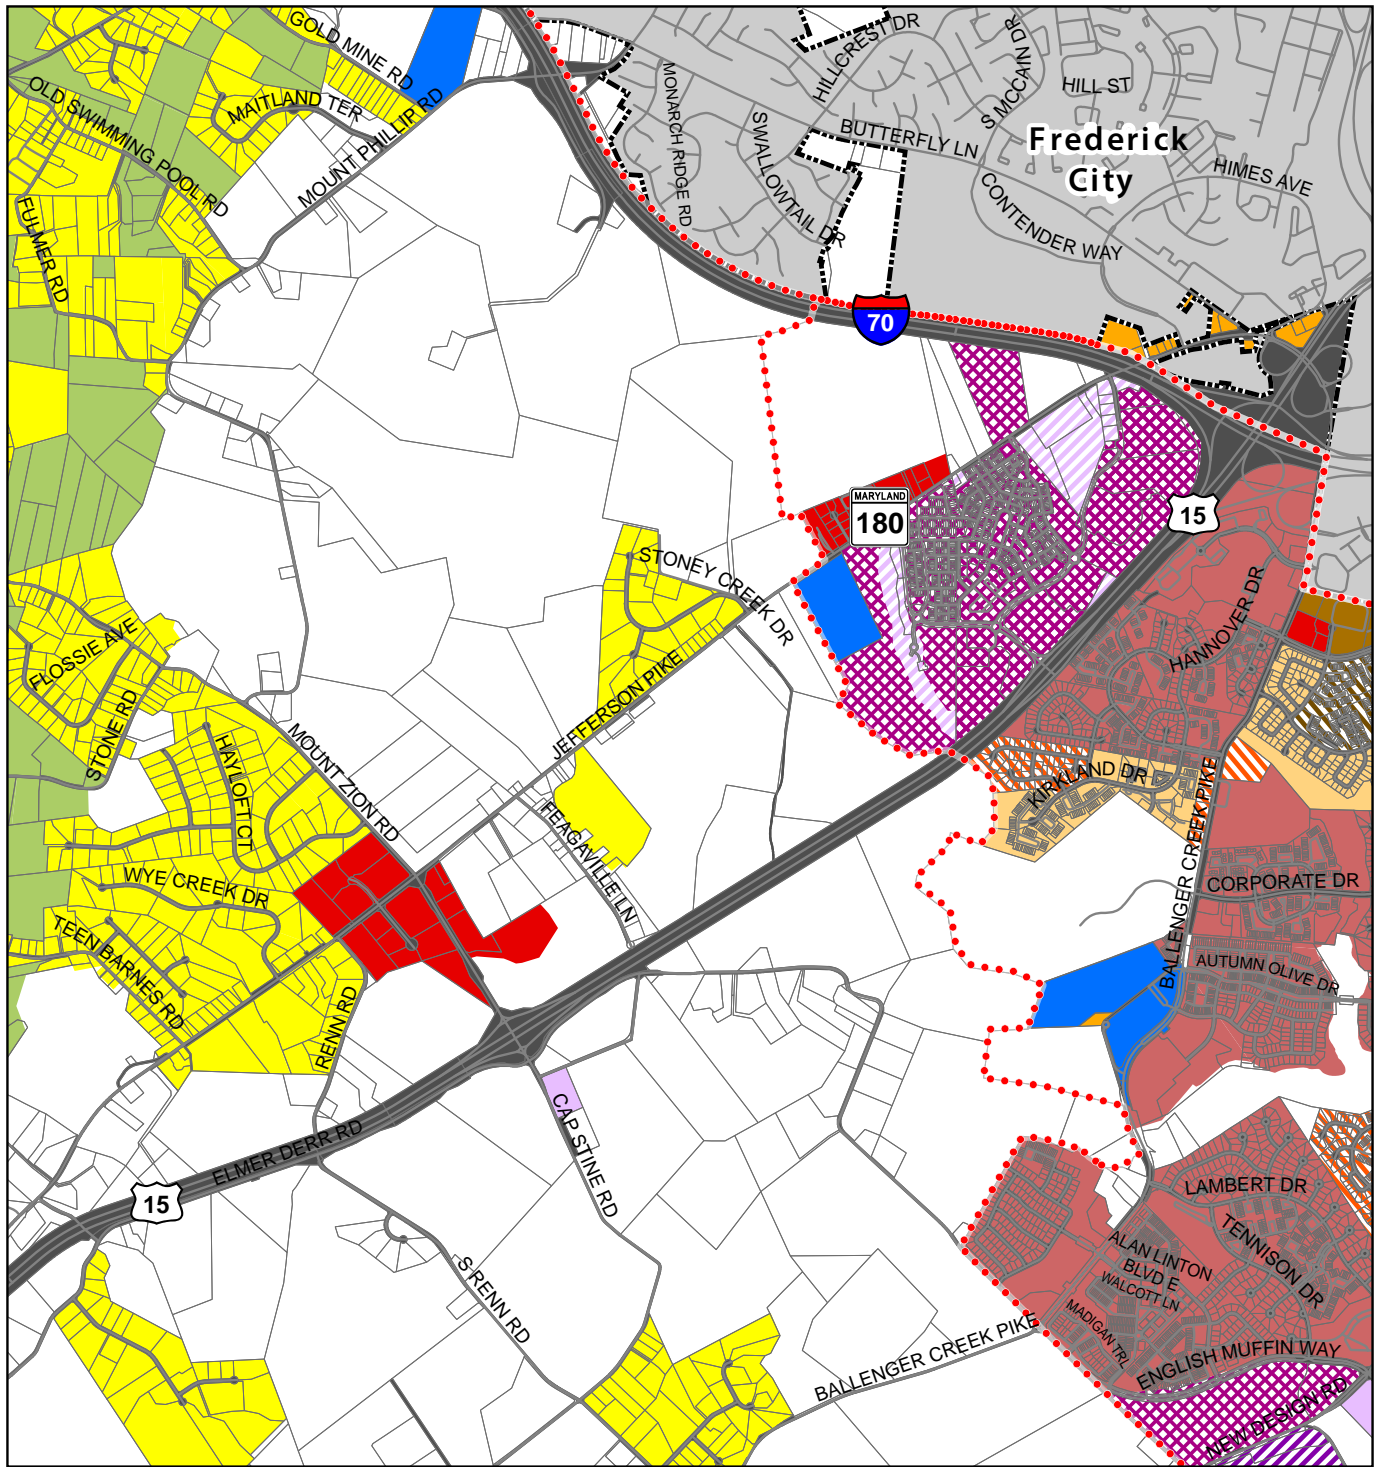 GOLD MINE RD
OLD SWIMMING POOL RD
MAITLAND TER
MOUNT PHILLIP RD
FULMER RD
MONARCH RIDGE RD
HILLCREST DR
S MCCAIN DR
HILL ST
SWALLOWTAIL DR
BUTTERFLY LN
Frederick
City
HIMES AVE
CONTENDER WAY
70
MARYLAND
180
15
STONEY CREEK DR
HANNOVER DR
FLOSSIE AVE
STONE RD
JEFFERSON PIKE
HAYLOFT CT
MOUNT ZION RD
KIRKLAND DR
BALLENGER CREEK PIKE
FEAGAVILLE LN
WYE CREEK DR
CORPORATE DR
TEEN BARNES RD
AUTUMN OLIVE DR
RENN RD
CAP STINE RD
ELMER DERR RD
15
LAMBERT DR
TENNISON DR
ALAN LINTON
BLVD E
WALCOTT LN
S RENN RD
MADIGAN TRL
BALLENGER CREEK PIKE
ENGLISH MUFFIN WAY
NEW DESIGN RD